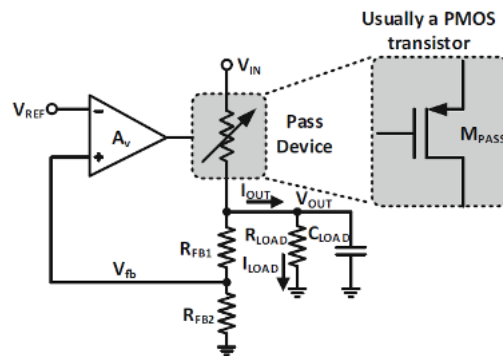 Usually a PMOS
transistor
V_IN
V_REF
-
+
A_v
Pass
Device
M_PASS
I_OUT
V_OUT
R_FB1
R_LOAD
C_LOAD
I_LOAD
V_fb
R_FB2